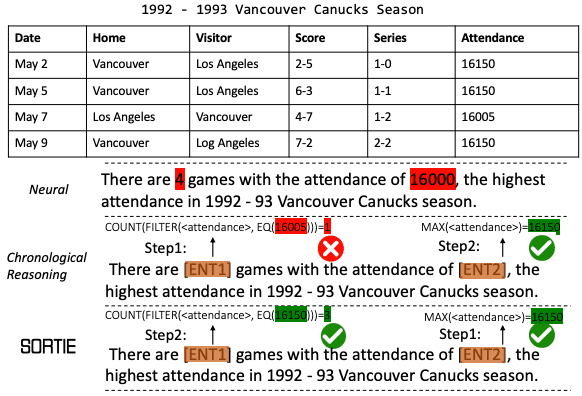 1992 - 1993 Vancouver Canucks Season
Date Home Visitor Score Series Attendance
May 2 Vancouver Los Angeles 2-5 1-0 16150
May 5 Vancouver Los Angeles 6-3 1-1 16150
May 7 Los Angeles Vancouver 4-7 1-2 16005
May 9 Vancouver Log Angeles 7-2 2-2 16150
Neural
There are 4 games with the attendance of 16000, the highest
attendance in 1992 - 93 Vancouver Canucks season.
Chronological
Reasoning
COUNT(FILTER(<attendance>, EQ(16005)))=1 MAX(<attendance>)=16150
Step1: Step2:
There are [ENT1] games with the attendance of [ENT2], the
highest attendance in 1992 - 93 Vancouver Canucks season.
SORTIE
COUNT(FILTER(<attendance>, EQ(16150)))=3 MAX(<attendance>)=16150
Step2: Step1:
There are [ENT1] games with the attendance of [ENT2], the
highest attendance in 1992 - 93 Vancouver Canucks season.